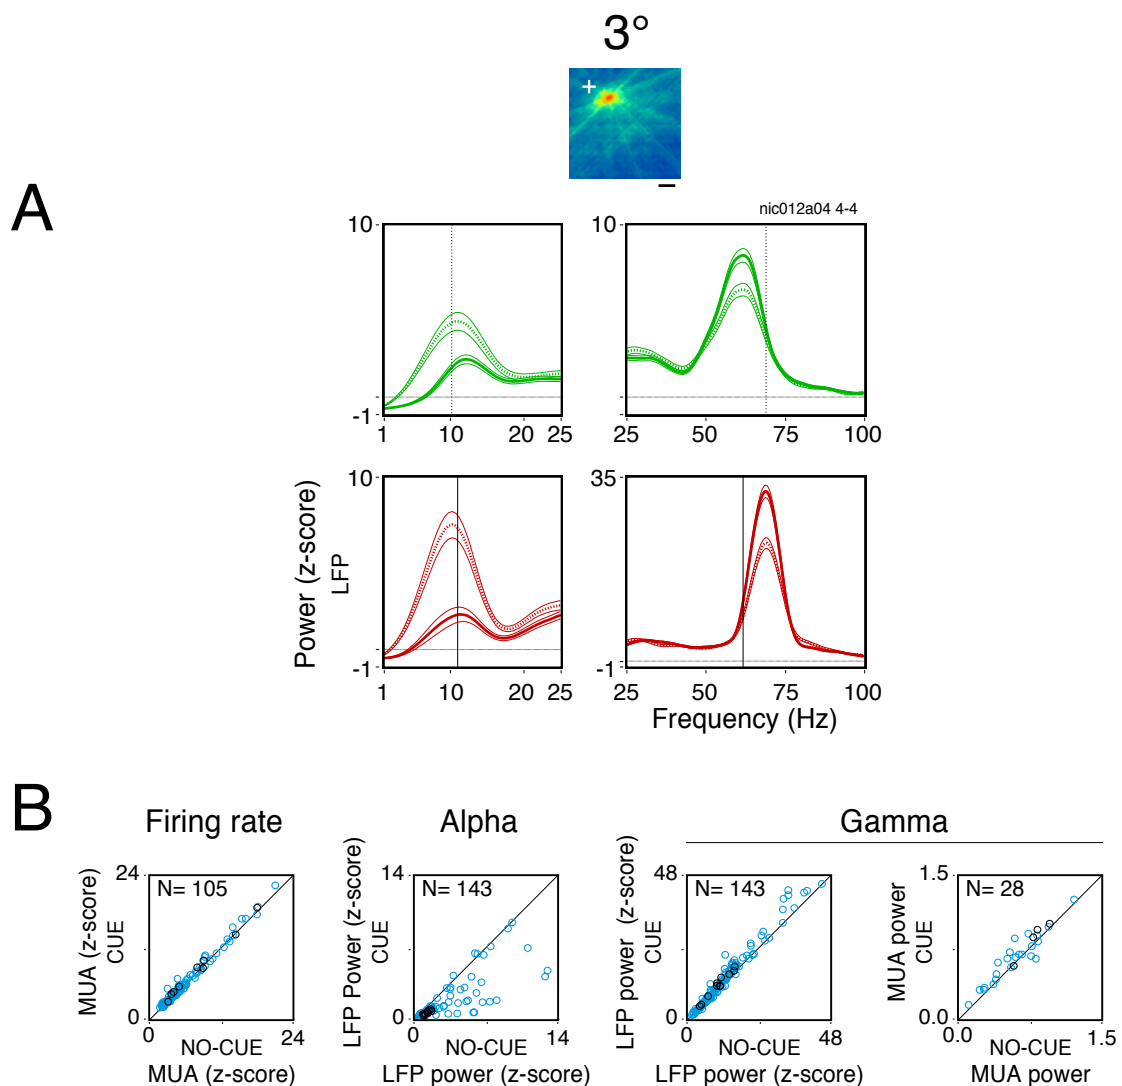 3°
+
A
nic012a04 4-4
10
-1
1 10 20 25
10
25 50 75 100
Power (z-score)
LFP
10
-1
1 10 20 25
35
-1
25 50 75 100
Frequency (Hz)
B
Firing rate
Alpha
Gamma
MUA (z-score)
CUE
24
N= 105
0
0 24
NO-CUE
MUA (z-score)
LFP Power (z-score)
CUE
14
N= 143
0
0 14
NO-CUE
LFP power (z-score)
LFP power (z-score)
CUE
48
N= 143
0
0 48
NO-CUE
LFP power (z-score)
MUA power
CUE
1.5
N= 28
0.0
0.0 1.5
NO-CUE
MUA power